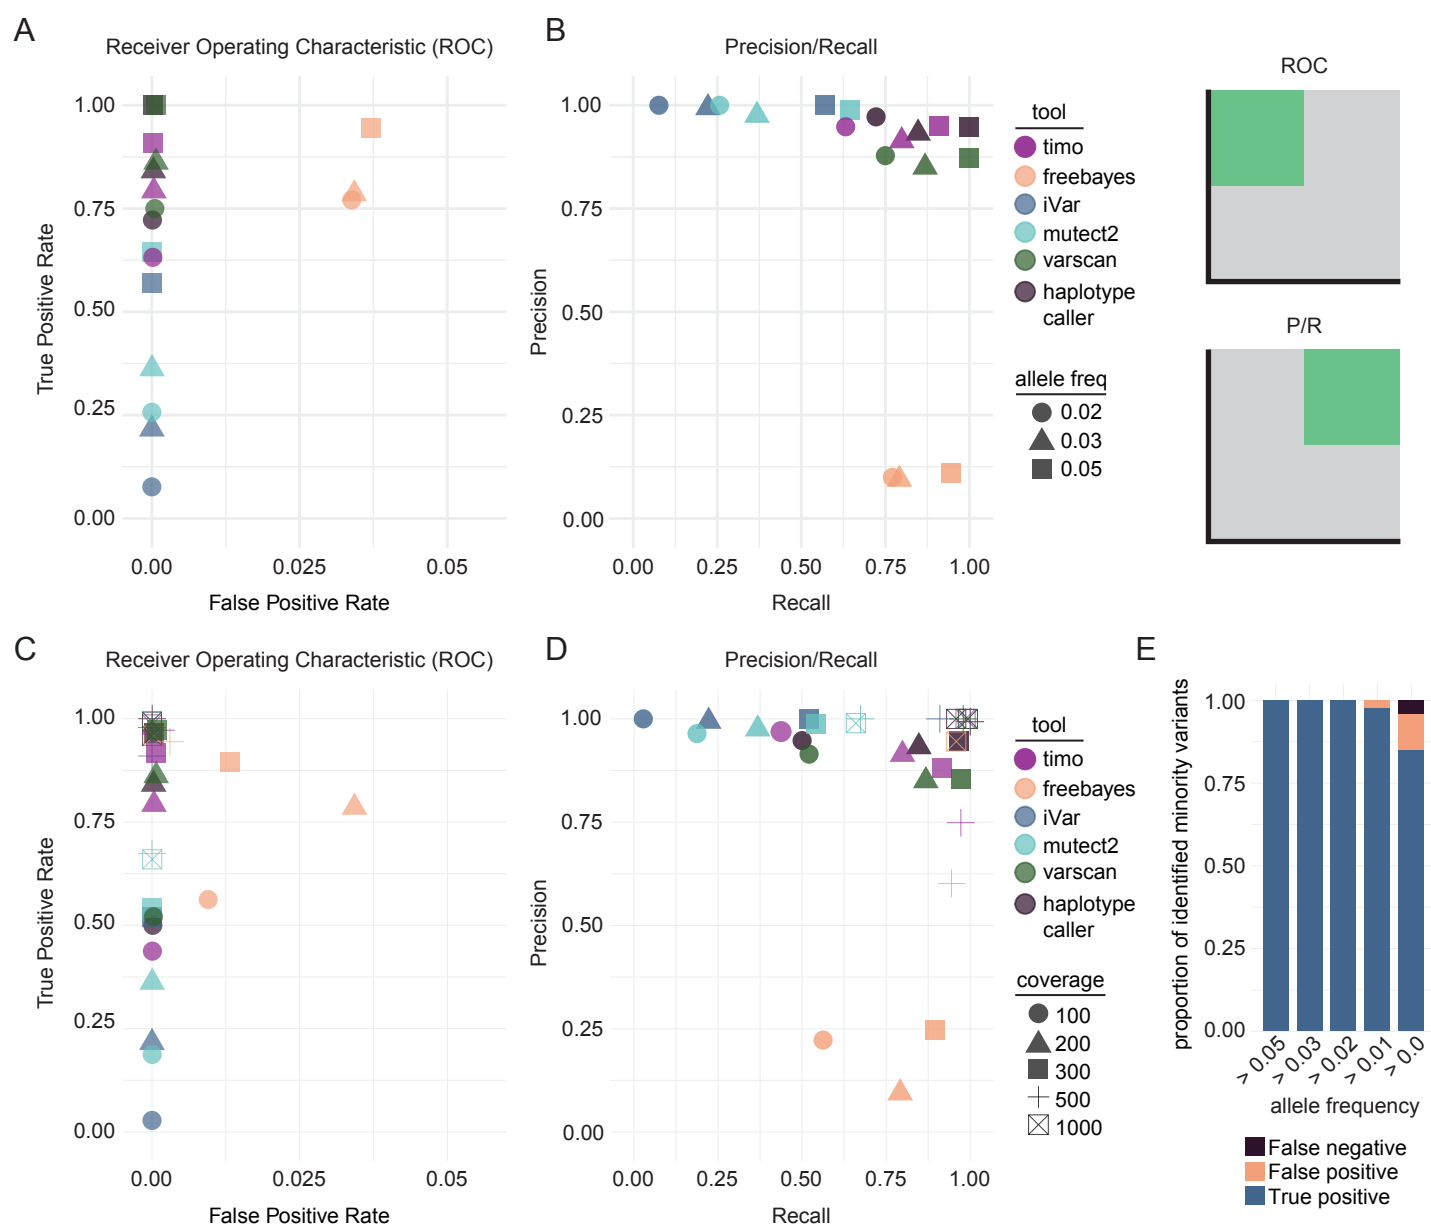 A
Receiver Operating Characteristic (ROC)
True Positive Rate
1.00
0.75
0.50
0.25
0.00
0.00
0.025
0.05
False Positive Rate
B
Precision/Recall
Precision
1.00
0.75
0.50
0.25
0.00
0.00
0.25
0.50
0.75
1.00
Recall
tool
timo
freebayes
iVar
mutect2
varscan
haplotype
caller
allele freq
0.02
0.03
0.05
ROC
P/R
C
Receiver Operating Characteristic (ROC)
True Positive Rate
1.00
0.75
0.50
0.25
0.00
0.00
0.025
0.05
False Positive Rate
D
Precision/Recall
Precision
1.00
0.75
0.50
0.25
0.00
0.00
0.25
0.50
0.75
1.00
Recall
tool
timo
freebayes
iVar
mutect2
varscan
haplotype
caller
coverage
100
200
300
500
1000
E
proportion of identified minority variants
1.00
0.75
0.50
0.25
0.00
> 0.05
> 0.03
> 0.02
> 0.01
> 0.0
allele frequency
False negative
False positive
True positive